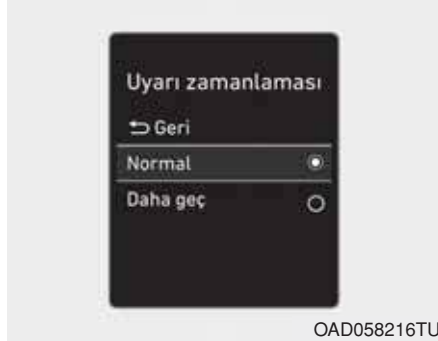 Uyarı zamanlaması
Geri
Normal
Daha geç
OAD058216TU